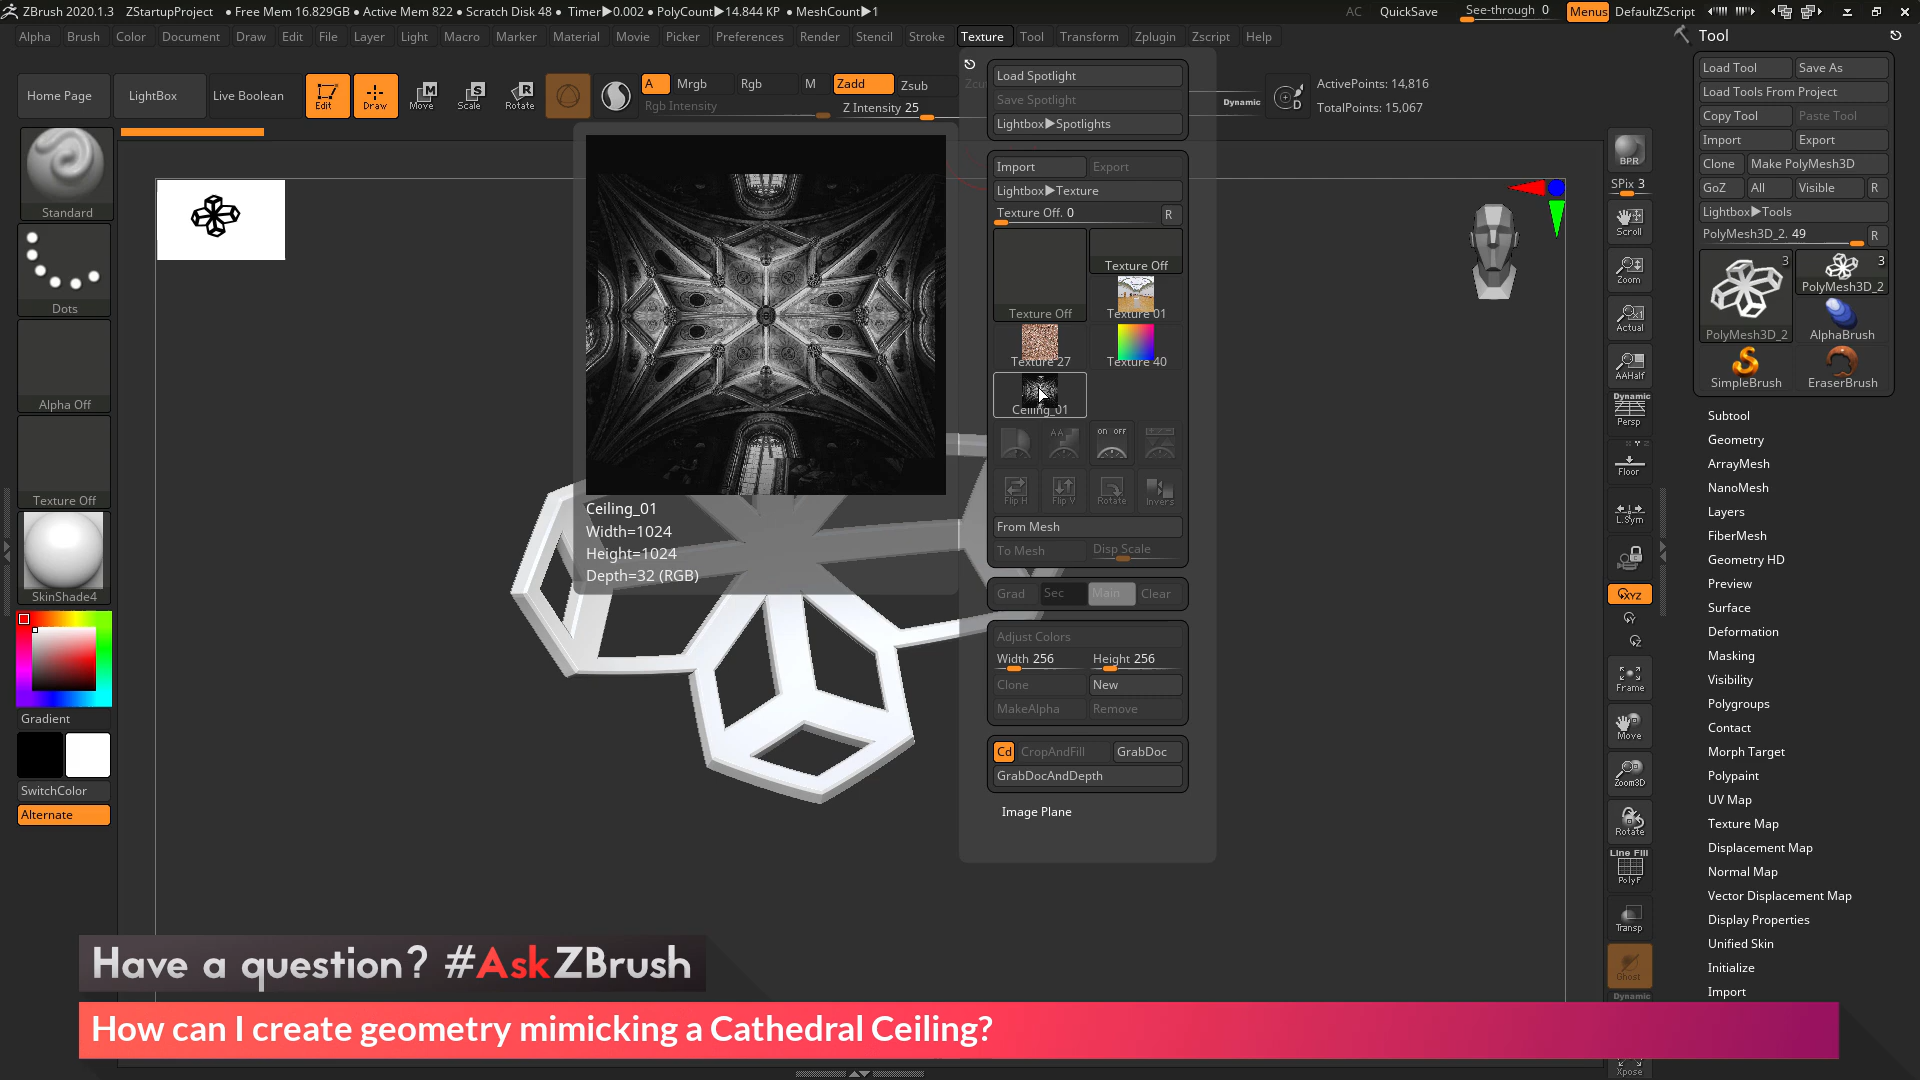 ZBrush 2020.1.3 ZStartupProject • Free Mem 16.829GB • Active Mem 822 • Scratch Disk 48 • Timer▶0.002 • PolyCount▶14.844 KP • MeshCount▶1 AC QuickSave See-through 0 Menus DefaultZScript
Alpha Brush Color Document Draw Edit File Layer Light Macro Marker Material Movie Picker Preferences Render Stencil Stroke Texture Tool Transform Zplugin Zscript Help
Home Page LightBox Live Boolean Edit Draw Move Scale Rotate
A Mrgb Rgb M Zadd Zsub
Rgb Intensity Z Intensity 25
Dynamic D
ActivePoints: 14,816
TotalPoints: 15,067
Standard
Dots
Alpha Off
Texture Off
SkinShade4
Gradient
SwitchColor
Alternate
Ceiling_01
Width=1024
Height=1024
Depth=32 (RGB)
Load Spotlight
Save Spotlight
Lightbox▶Spotlights
Import Export
Lightbox▶Texture
Texture Off. 0 R
Texture Off Texture Off
Texture 01
Texture 27 Texture 40
Ceiling_01
AA on off
Flip H Flip V Rotate Invers
From Mesh
To Mesh Disp Scale
Grad Sec Main Clear
Adjust Colors
Width 256 Height 256
Clone New
MakeAlpha Remove
Cd CropAndFill GrabDoc
GrabDocAndDepth
Image Plane
BPR
SPix 3
Scroll
Zoom
Actual
AAHalf
Dynamic
Persp
Floor
L.Sym
XYZ
Frame
Move
Zoom3D
Rotate
Line Fill
PolyF
Transp
Ghost
Dynamic
Xpose
Tool
Load Tool Save As
Load Tools From Project
Copy Tool Paste Tool
Import Export
Clone Make PolyMesh3D
GoZ All Visible R
Lightbox▶Tools
PolyMesh3D_2. 49 R
3 3
PolyMesh3D_2
PolyMesh3D_2 AlphaBrush
SimpleBrush EraserBrush
Subtool
Geometry
ArrayMesh
NanoMesh
Layers
FiberMesh
Geometry HD
Preview
Surface
Deformation
Masking
Visibility
Polygroups
Contact
Morph Target
Polypaint
UV Map
Texture Map
Displacement Map
Normal Map
Vector Displacement Map
Display Properties
Unified Skin
Initialize
Import
Have a question? #AskZBrush
How can I create geometry mimicking a Cathedral Ceiling?